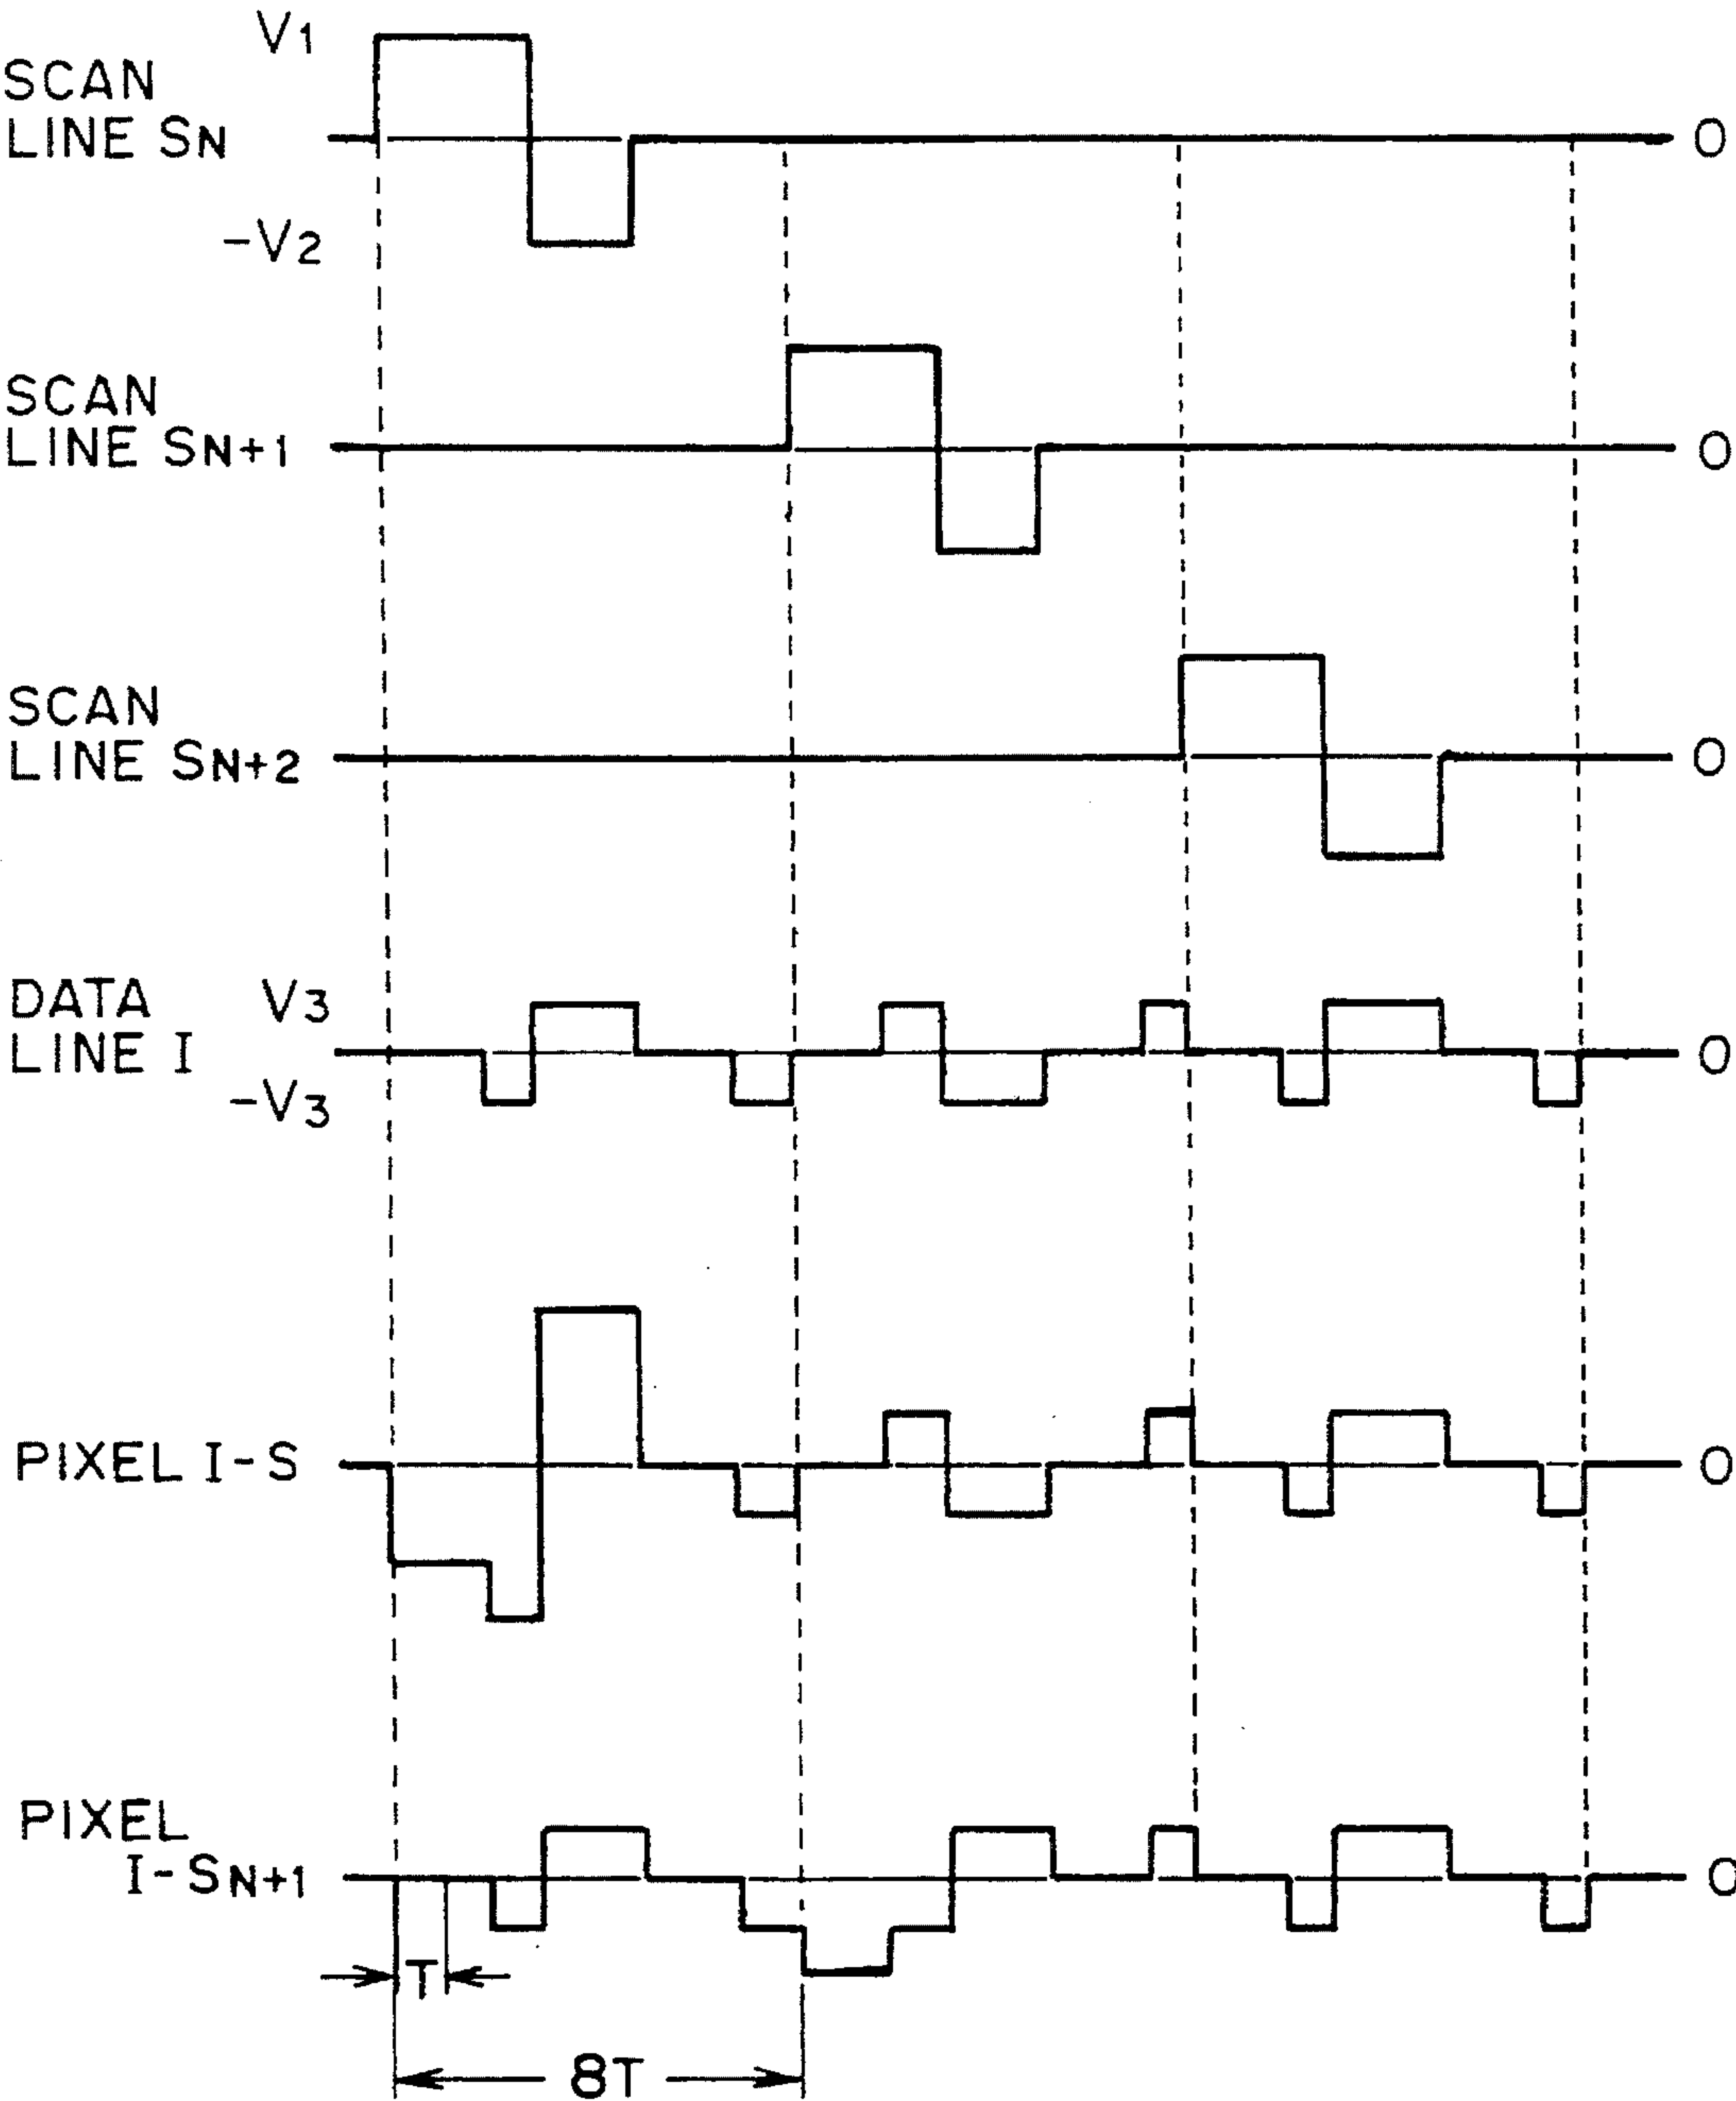 V1
SCAN
LINE SN
0
-V2
SCAN
LINE SN+1
0
SCAN
LINE SN+2
0
DATA
LINE I
V3
0
-V3
PIXEL I-S
0
PIXEL
I-SN+1
0
T
8T